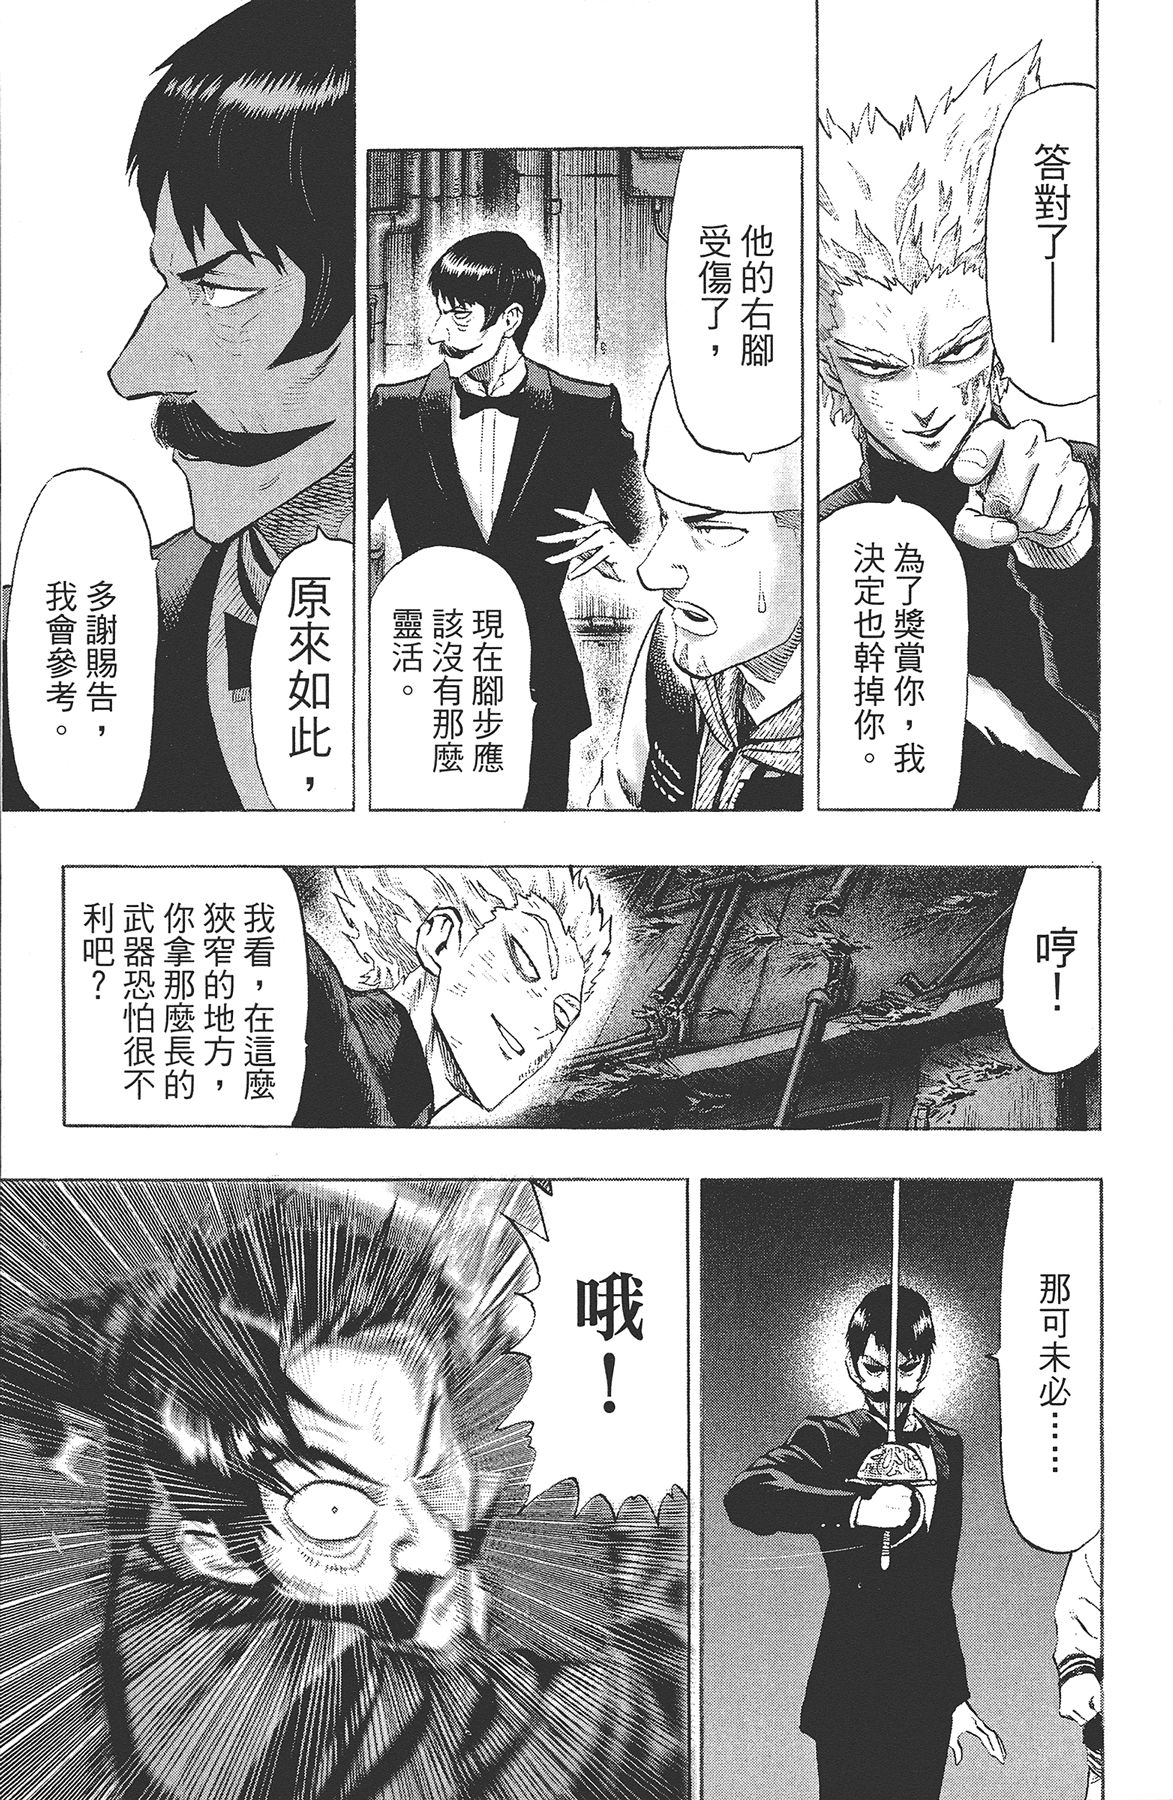 答對了——
為了獎賞你，我
決定也幹掉你。
他的右腳
受傷了，
現在腳步應
該沒有那麼
靈活。
原來如此，
多謝賜告，
我會參考。
哼！
我看，在這麼
狹窄的地方，
你拿那麼長的
武器恐怕很不
利吧？
那可未必……
哦！